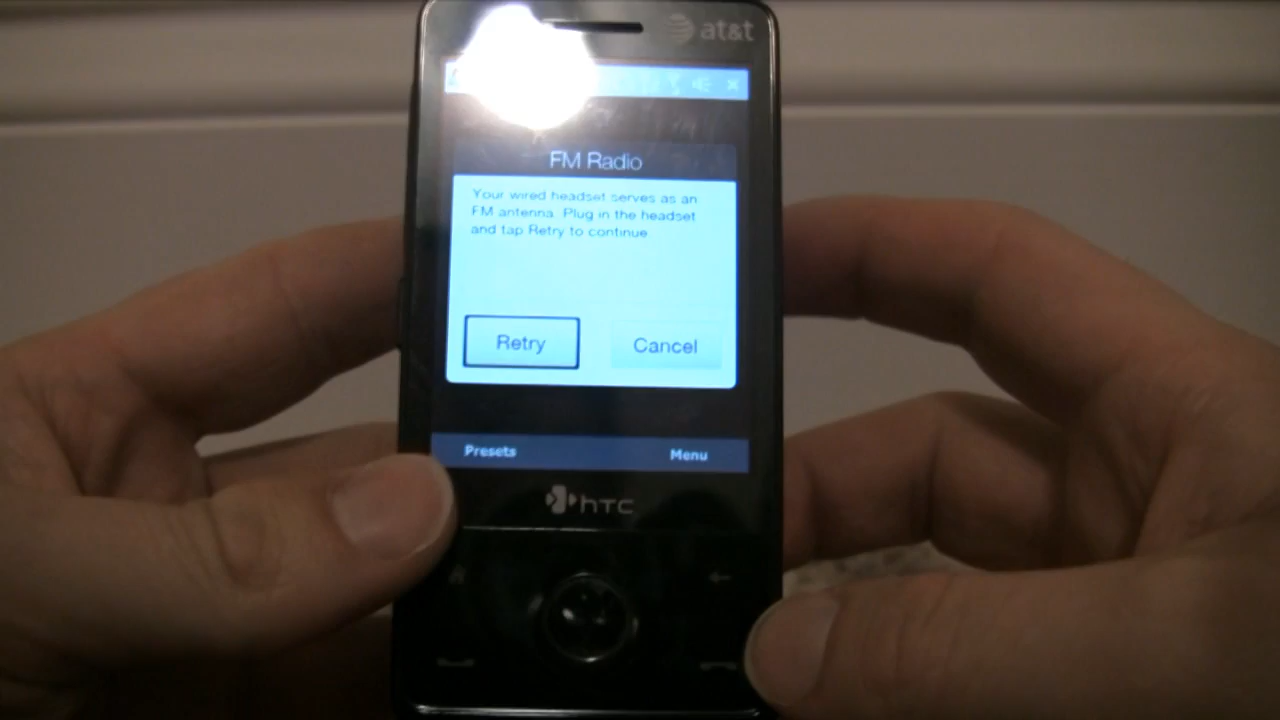 at&t
FM Radio
Your wired headset serves as an
FM antenna. Plug in the headset
and tap Retry to continue.
Retry Cancel
Presets Menu
hTC